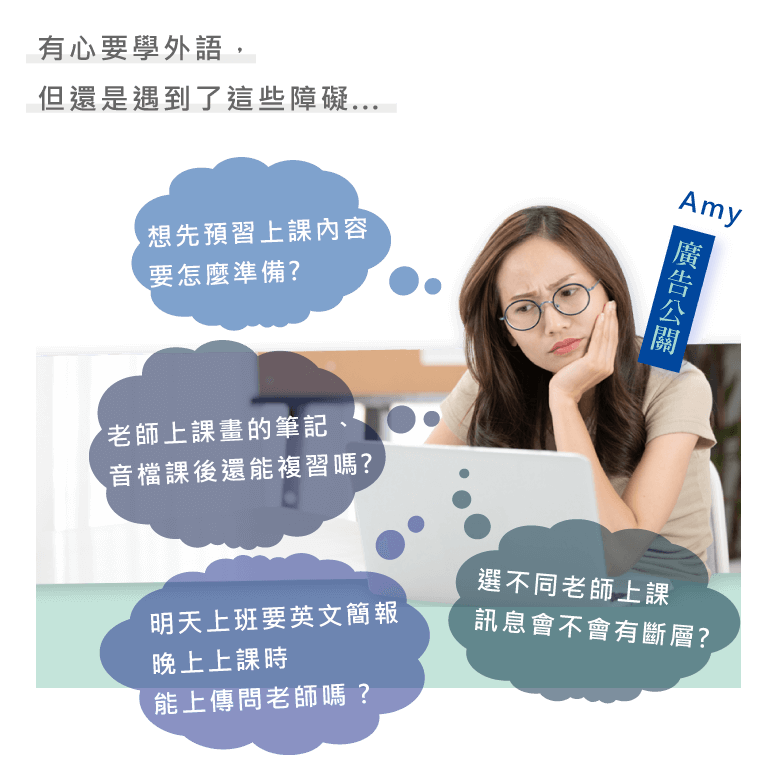 有心要學外語，
但還是遇到了這些障礙...
Amy
廣告公關
想先預習上課內容
要怎麼準備?
老師上課畫的筆記、
音檔課後還能複習嗎?
明天上班要英文簡報
晚上上課時
能上傳問老師嗎？
選不同老師上課
訊息會不會有斷層?